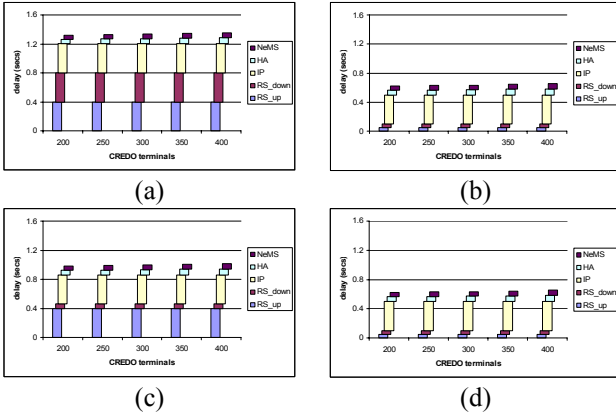 1.6
1.2
0.8
0.4
0
delay (secs)
200 250 300 350 400
CREDO terminals
NeMS
HA
IP
RS_down
RS_up
(a)
1.6
1.2
0.8
0.4
0
delay (secs)
200 250 300 350 400
CREDO terminals
NeMS
HA
IP
RS_down
RS_up
(b)
1.6
1.2
0.8
0.4
0
delay (secs)
200 250 300 350 400
CREDO terminals
NeMS
HA
IP
RS_down
RS_up
(c)
1.6
1.2
0.8
0.4
0
delay (secs)
200 250 300 350 400
CREDO terminals
NeMS
HA
IP
RS_down
RS_up
(d)